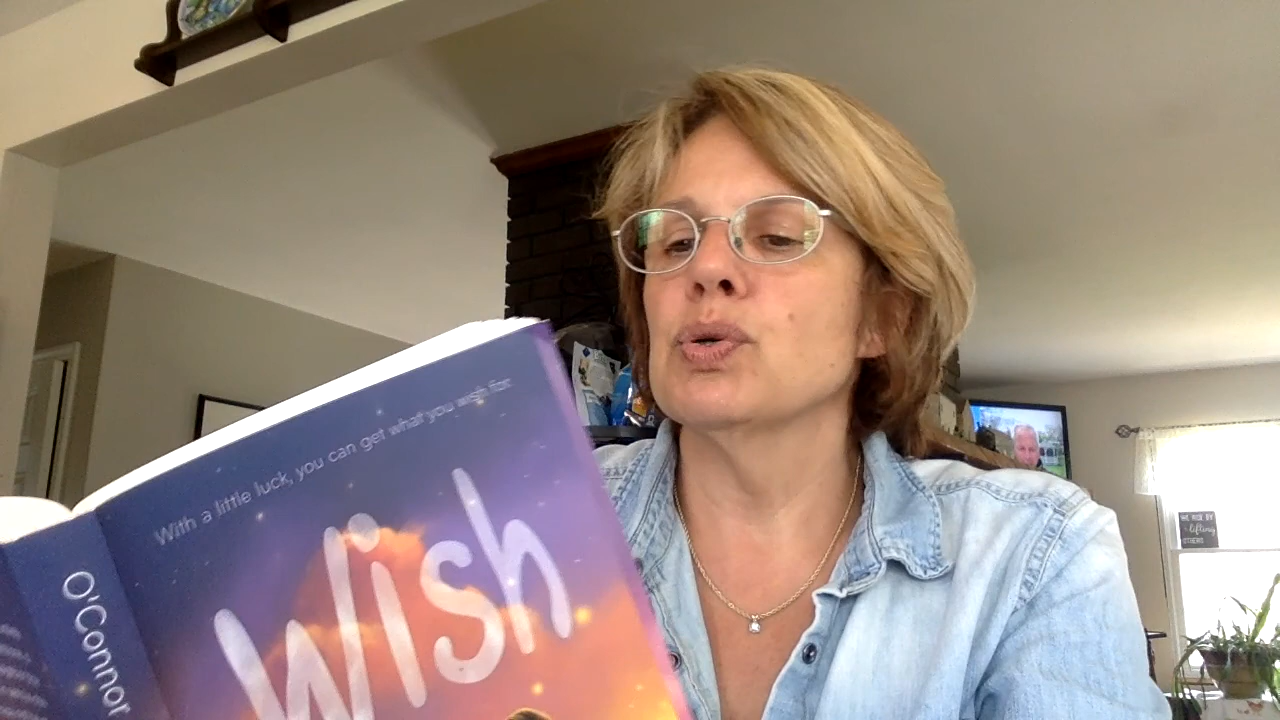 With a little luck, you can get what you wish for.
Wish
O'Connor
WE RISE BY
lifting
OTHERS